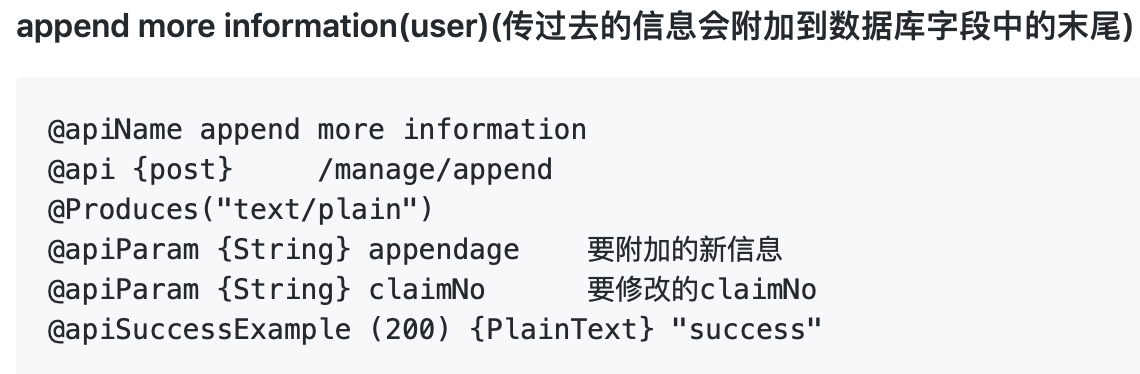 append more information(user)(传过去的信息会附加到数据库字段中的末尾)
@apiName append more information
@api {post}     /manage/append
@Produces("text/plain")
@apiParam {String} appendage    要附加的新信息
@apiParam {String} claimNo      要修改的claimNo
@apiSuccessExample (200) {PlainText} "success"